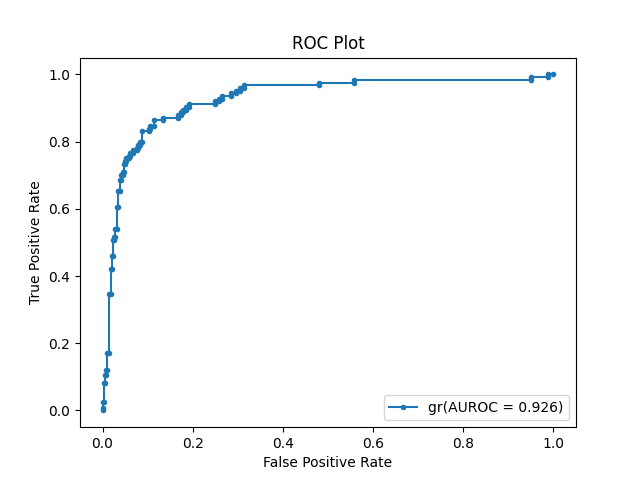 ROC Plot
True Positive Rate
1.0
0.8
0.6
0.4
0.2
0.0
gr(AUROC = 0.926)
0.0 0.2 0.4 0.6 0.8 1.0
False Positive Rate